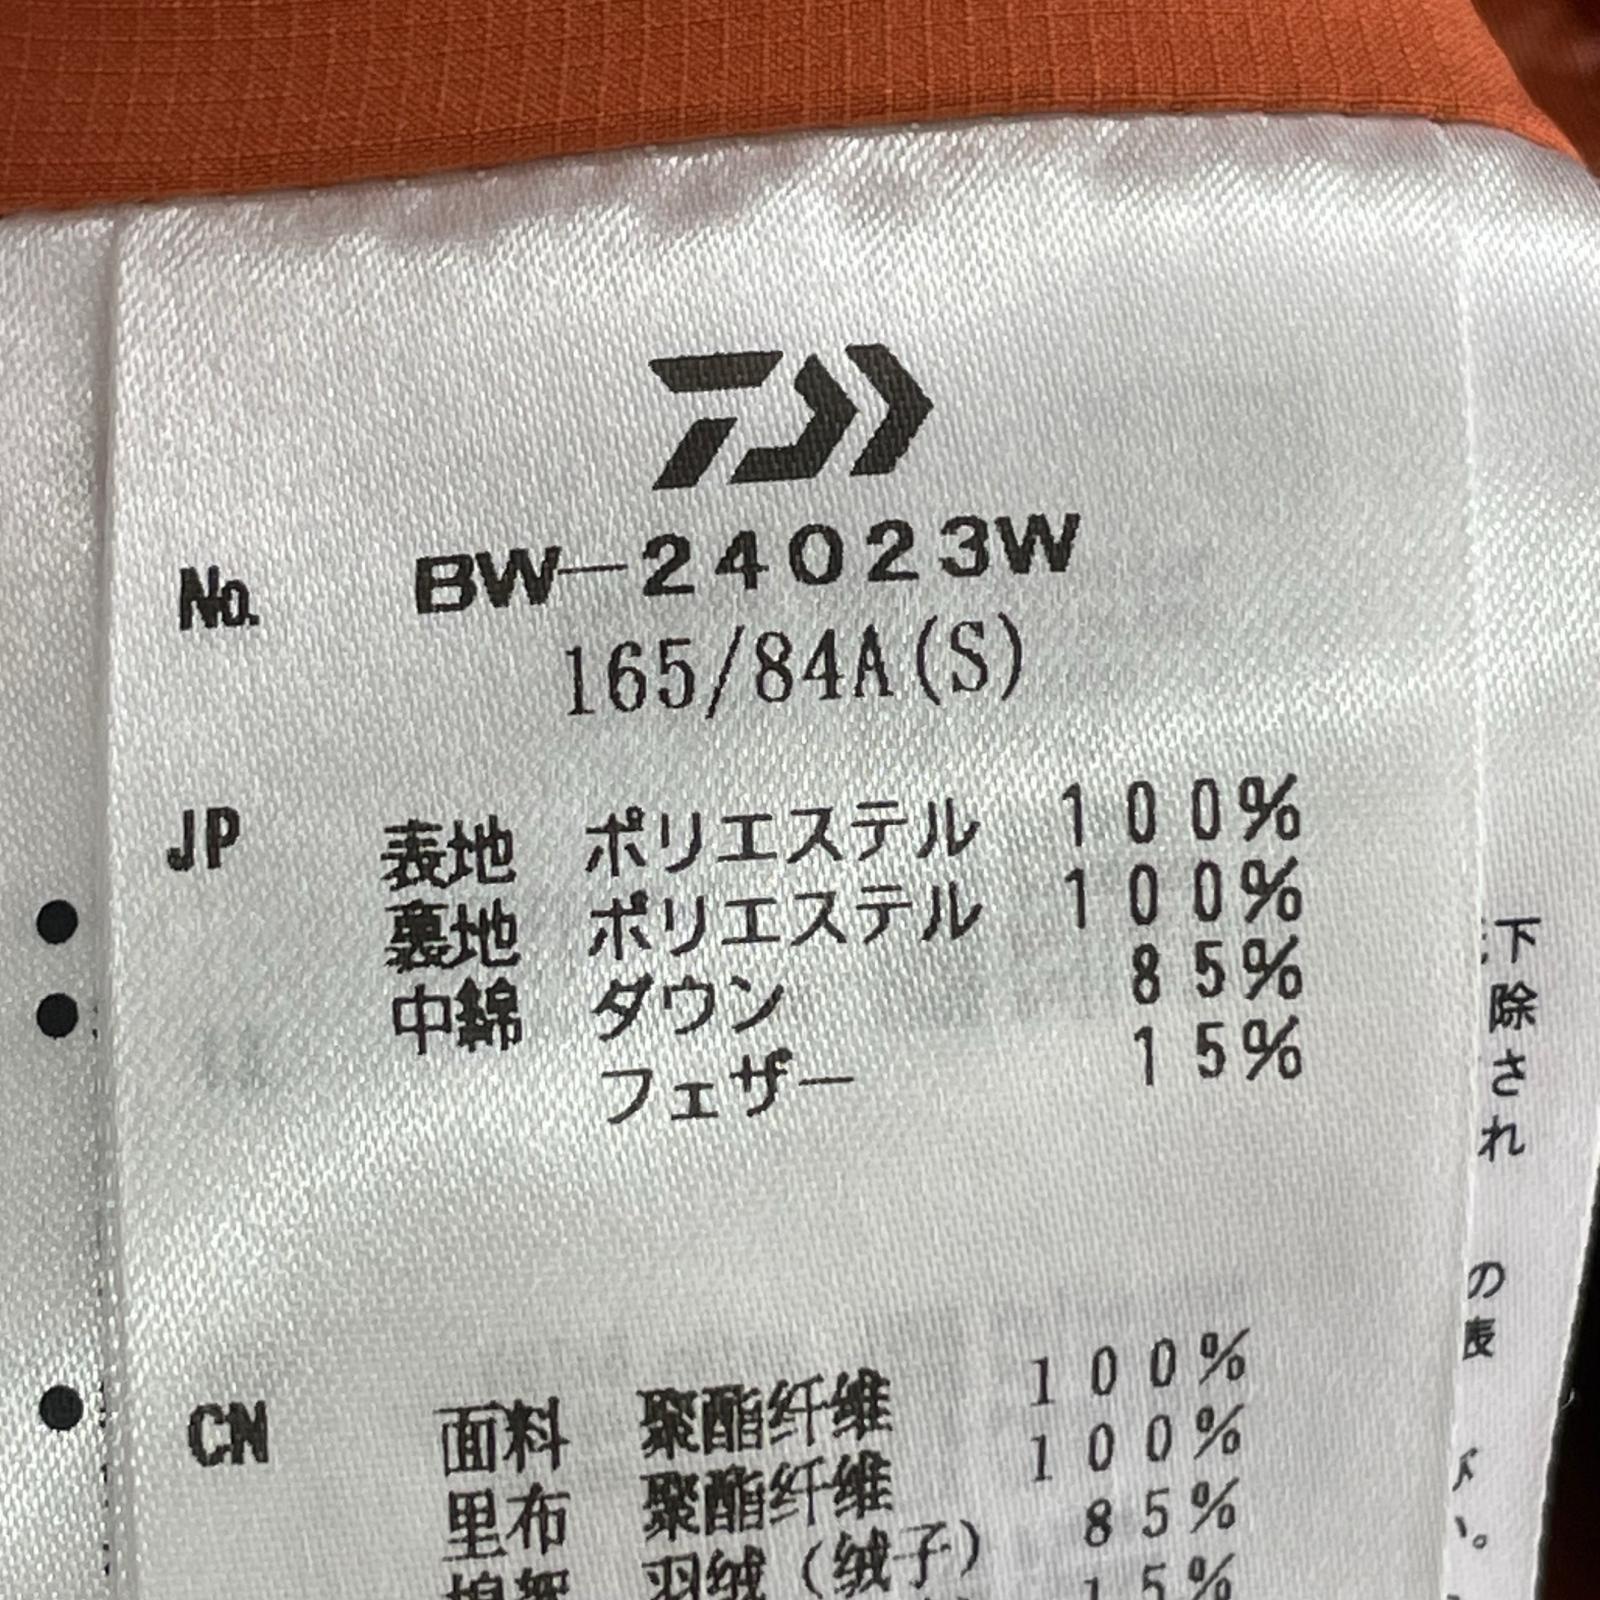 No. BW-24023W
165/84A(S)
JP 表地 ポリエステル 100%
裏地 ポリエステル 100%
中綿 ダウン 85%
フェザー 15%
CN 面料 聚酯纤维 100%
里布 聚酯纤维 100%
羽绒(绒子) 85%
15%
下
除
さ
れ
の
表